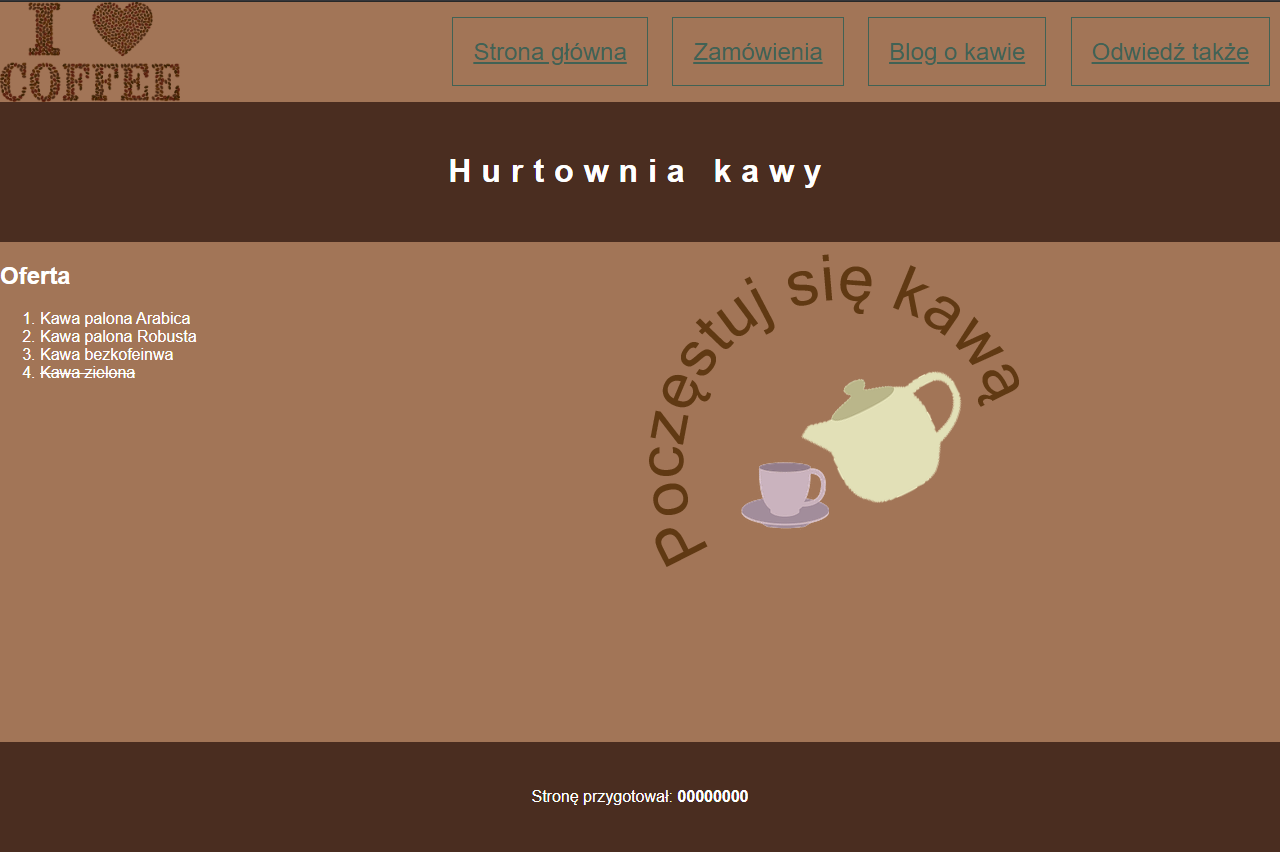 I
COFFEE
Strona główna
Zamówienia
Blog o kawie
Odwiedź także
Hurtownia kawy
Oferta
1. Kawa palona Arabica
2. Kawa palona Robusta
3. Kawa bezkofeinwa
4. Kawa zielona
Poczęstuj się kawą
Stronę przygotował: 00000000